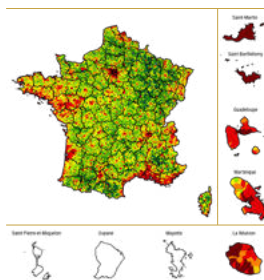 Saint Martin
Saint Barthélemy
Guadeloupe
Martinique
Saint Pierre et Miquelon
Guyane
Mayotte
La Réunion